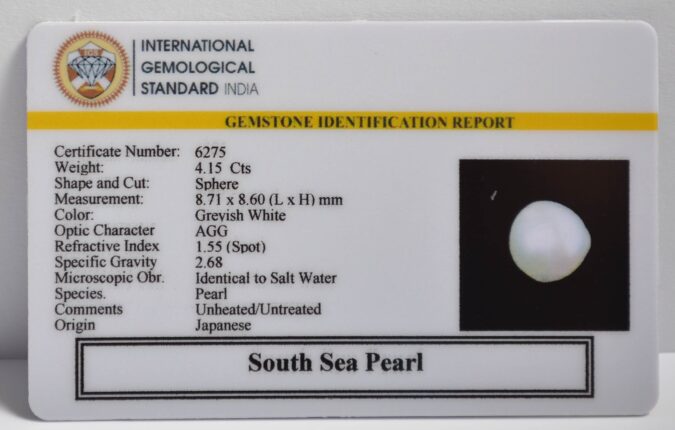 IGS
INTERNATIONAL
GEMOLOGICAL
STANDARD INDIA
GEMSTONE IDENTIFICATION REPORT
Certificate Number: 6275
Weight: 4.15 Cts
Shape and Cut: Sphere
Measurement: 8.71 x 8.60 (L x H) mm
Color: Greyish White
Optic Character AGG
Refractive Index 1.55 (Spot)
Specific Gravity 2.68
Microscopic Obr. Identical to Salt Water
Species. Pearl
Comments Unheated/Untreated
Origin Japanese
South Sea Pearl